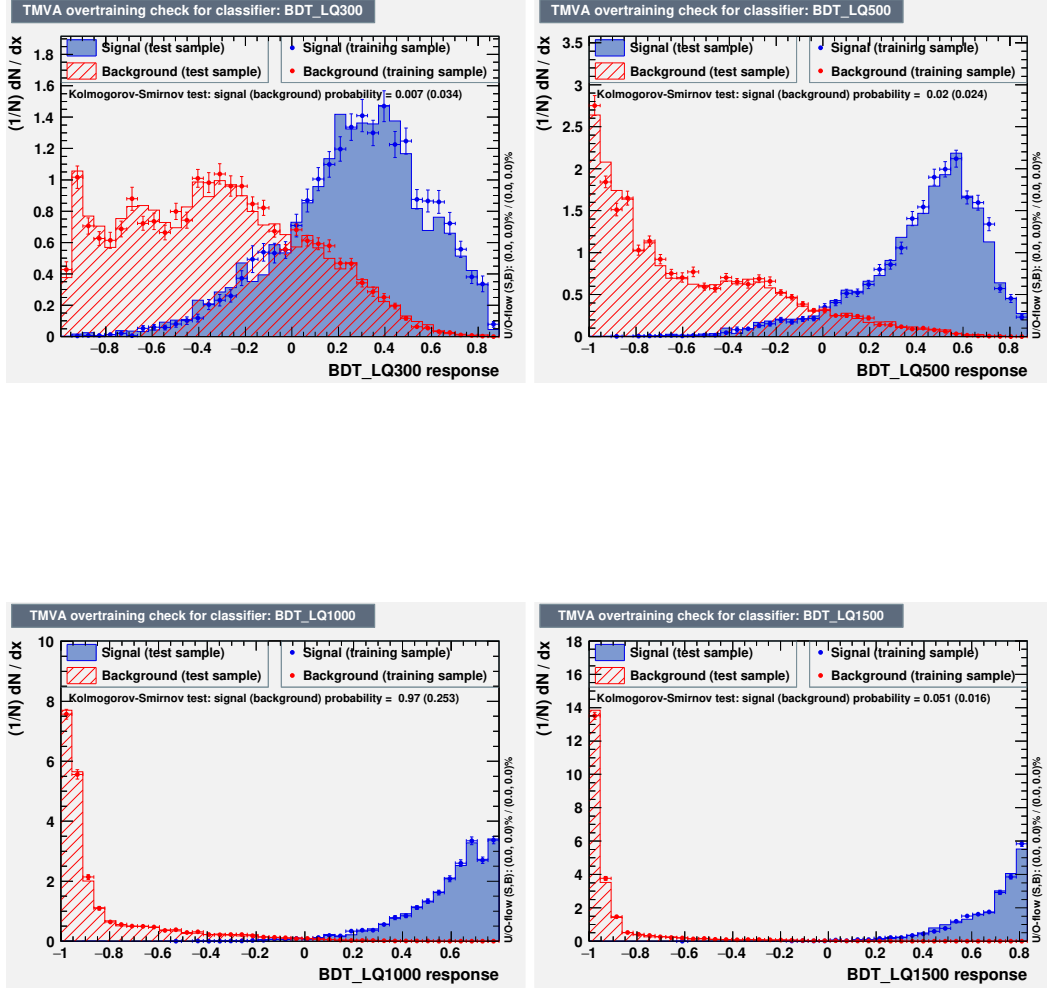 TMVA overtraining check for classifier: BDT_LQ300
(1/N) dN / dx
Signal (test sample)
Background (test sample)
Signal (training sample)
Background (training sample)
Kolmogorov-Smirnov test: signal (background) probability = 0.007 (0.034)
1.8
1.6
1.4
1.2
1
0.8
0.6
0.4
0.2
0
−0.8 −0.6 −0.4 −0.2 0 0.2 0.4 0.6 0.8
BDT_LQ300 response
U/O-flow (S,B): (0.0, 0.0)% / (0.0, 0.0)%
TMVA overtraining check for classifier: BDT_LQ500
(1/N) dN / dx
Signal (test sample)
Background (test sample)
Signal (training sample)
Background (training sample)
Kolmogorov-Smirnov test: signal (background) probability = 0.02 (0.024)
3.5
3
2.5
2
1.5
1
0.5
0
−1 −0.8 −0.6 −0.4 −0.2 0 0.2 0.4 0.6 0.8
BDT_LQ500 response
U/O-flow (S,B): (0.0, 0.0)% / (0.0, 0.0)%
TMVA overtraining check for classifier: BDT_LQ1000
(1/N) dN / dx
Signal (test sample)
Background (test sample)
Signal (training sample)
Background (training sample)
Kolmogorov-Smirnov test: signal (background) probability = 0.97 (0.253)
10
8
6
4
2
0
−1 −0.8 −0.6 −0.4 −0.2 0 0.2 0.4 0.6
BDT_LQ1000 response
U/O-flow (S,B): (0.0, 0.0)% / (0.0, 0.0)%
TMVA overtraining check for classifier: BDT_LQ1500
(1/N) dN / dx
Signal (test sample)
Background (test sample)
Signal (training sample)
Background (training sample)
Kolmogorov-Smirnov test: signal (background) probability = 0.051 (0.016)
18
16
14
12
10
8
6
4
2
0
−1 −0.8 −0.6 −0.4 −0.2 0 0.2 0.4 0.6 0.8
BDT_LQ1500 response
U/O-flow (S,B): (0.0, 0.0)% / (0.0, 0.0)%